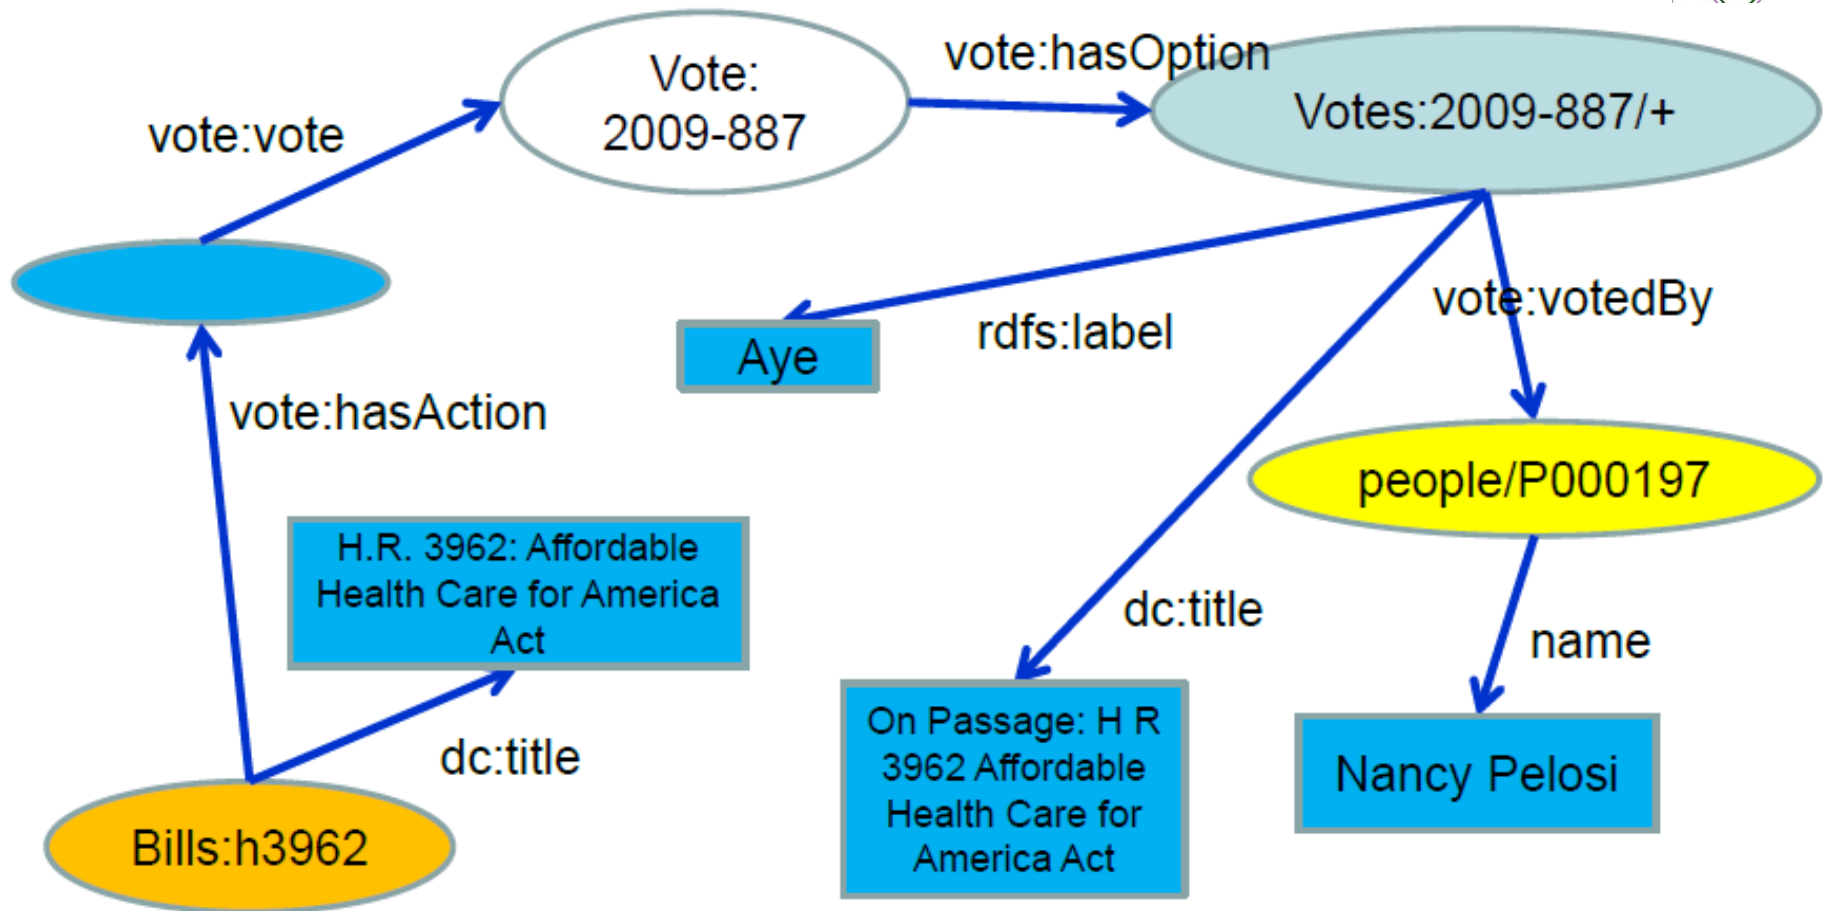 vote:hasOption
Vote:
2009-887
Votes:2009-887/+
vote:vote
rdfs:label
vote:votedBy
Aye
vote:hasAction
people/P000197
H.R. 3962: Affordable
Health Care for America
Act
dc:title
name
dc:title
On Passage: H R
3962 Affordable
Health Care for
America Act
Nancy Pelosi
Bills:h3962